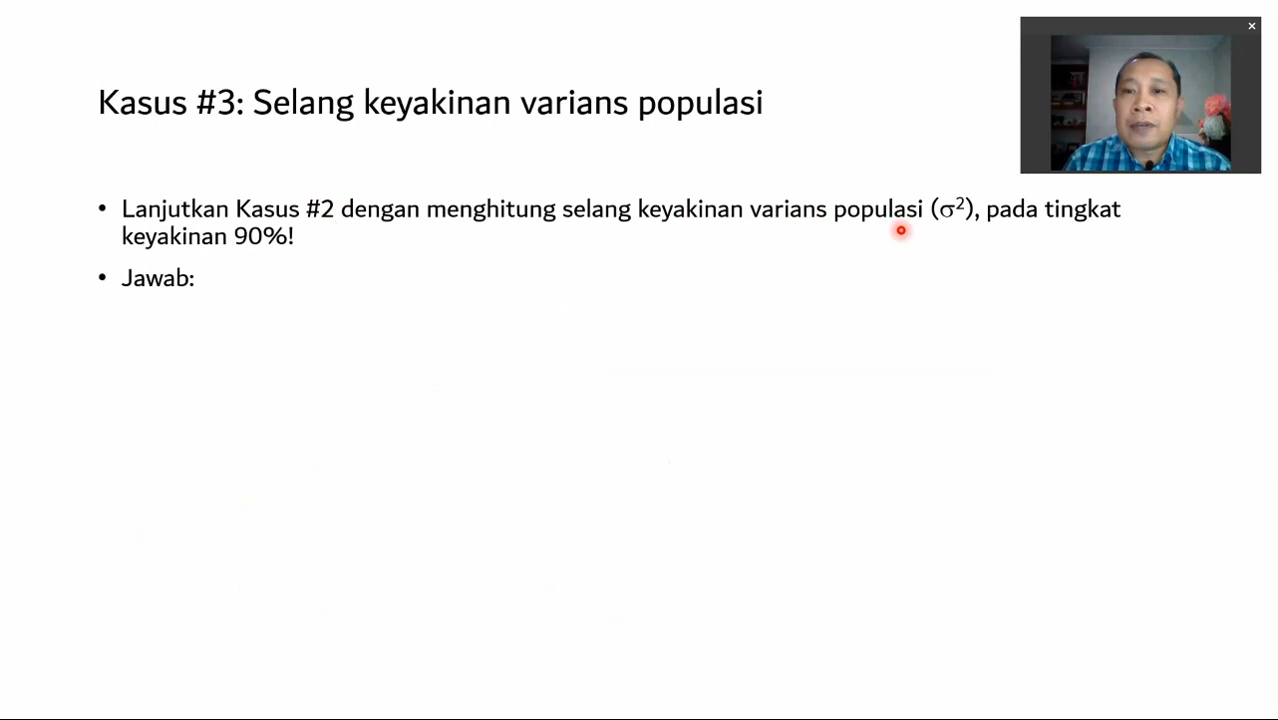 Kasus #3: Selang keyakinan varians populasi
• Lanjutkan Kasus #2 dengan menghitung selang keyakinan varians populasi (σ²), pada tingkat
keyakinan 90%!
• Jawab: